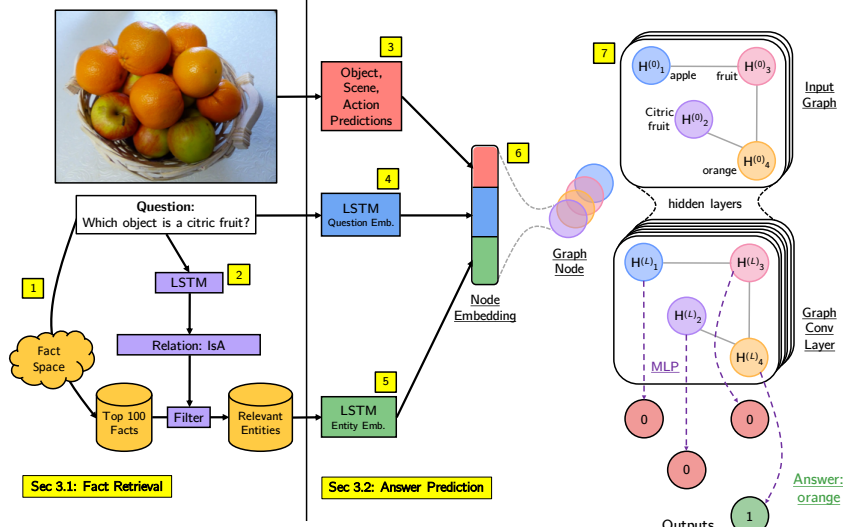 3
Object,
Scene,
Action
Predictions
Question:
Which object is a citric fruit?
4
LSTM
Question Emb.
1
2
LSTM
Relation: IsA
Fact
Space
Top 100
Facts
Filter
Relevant
Entities
5
LSTM
Entity Emb.
6
Node
Embedding
Graph
Node
Sec 3.1: Fact Retrieval
Sec 3.2: Answer Prediction
7
H(0)1
apple
fruit
H(0)3
Citric
fruit
H(0)2
orange
H(0)4
Input
Graph
hidden layers
H(L)1
H(L)3
H(L)2
H(L)4
Graph
Conv
Layer
MLP
0
0
0
Answer:
orange
1
Outputs